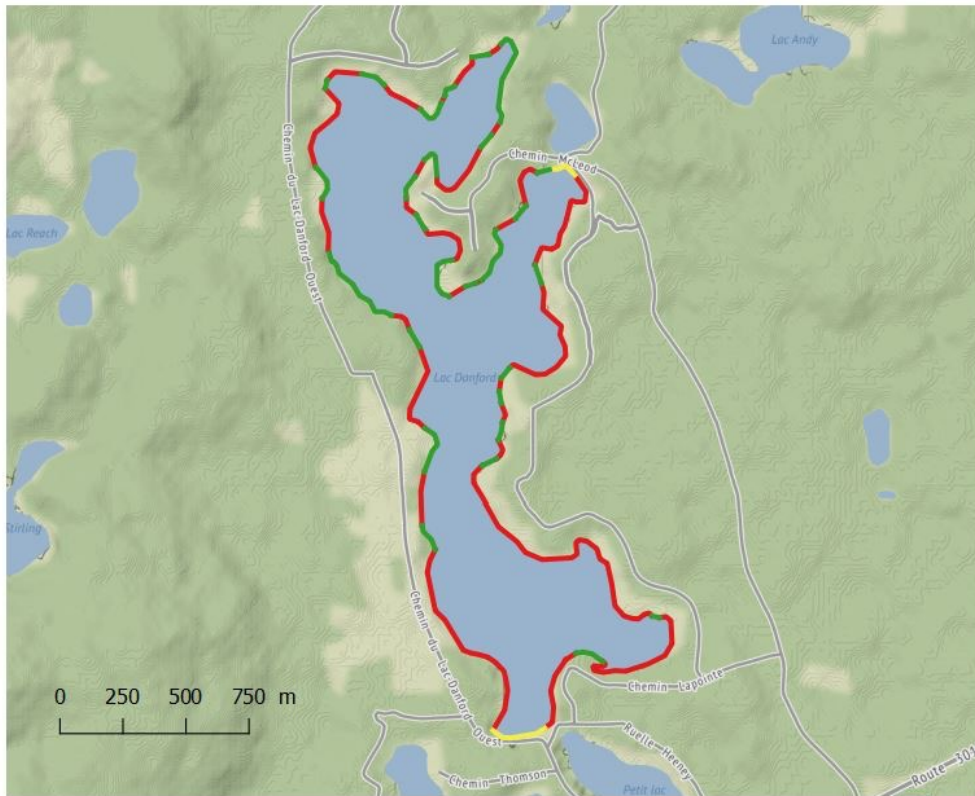 Lac Andy
Chemin McLeod
Chemin du Lac Danford Ouest
Lac Reach
Lac Danford
Stirling
Chemin du Lac Danford Ouest
0 250 500 750 m
Chemin Lapointe
Ruelle Heeney
Chemin Thomson
Petit lac
Route 301